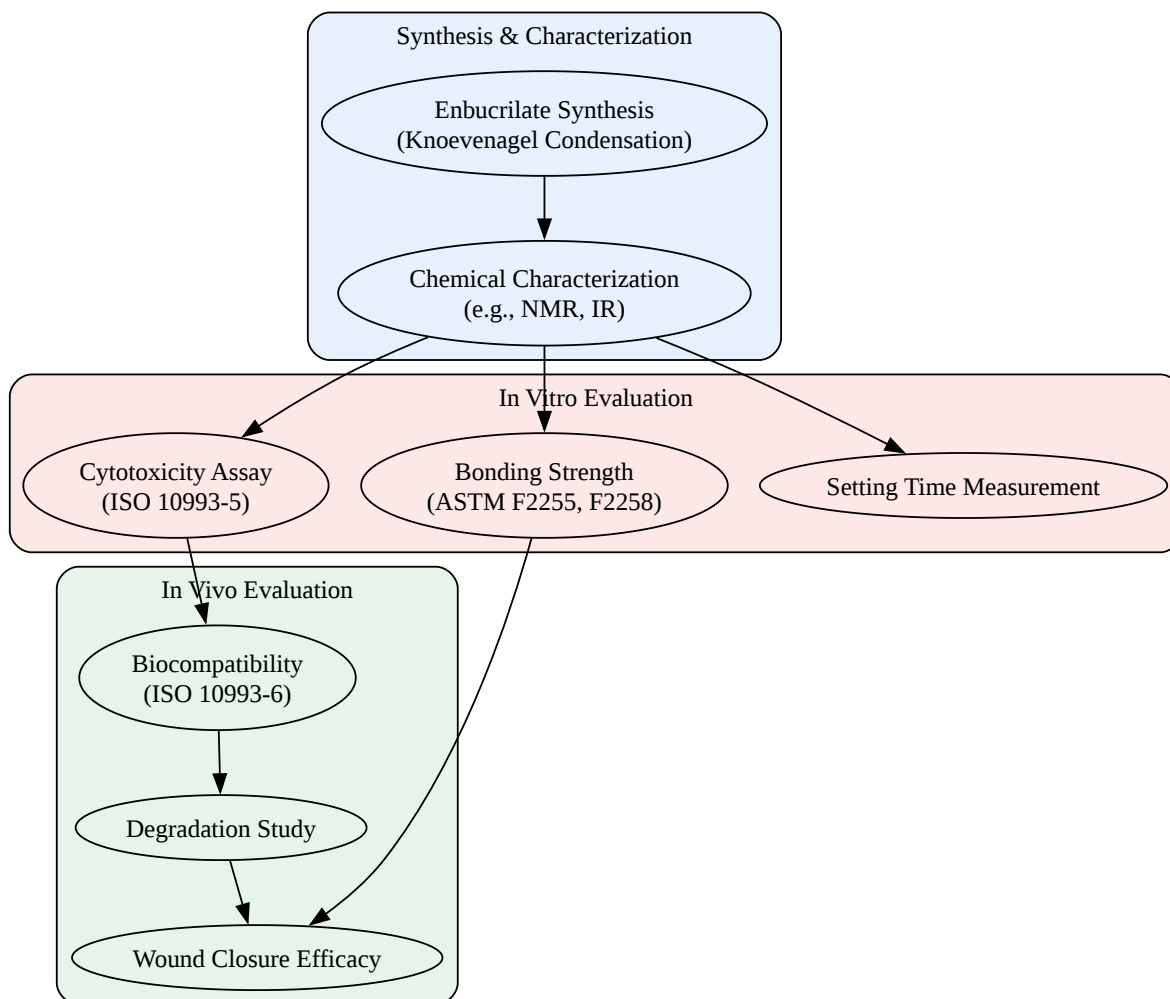 Synthesis & Characterization
Enbucrilate Synthesis
(Knoevenagel Condensation)
Chemical Characterization
(e.g., NMR, IR)
In Vitro Evaluation
Cytotoxicity Assay
(ISO 10993-5)
Bonding Strength
(ASTM F2255, F2258)
Setting Time Measurement
In Vivo Evaluation
Biocompatibility
(ISO 10993-6)
Degradation Study
Wound Closure Efficacy